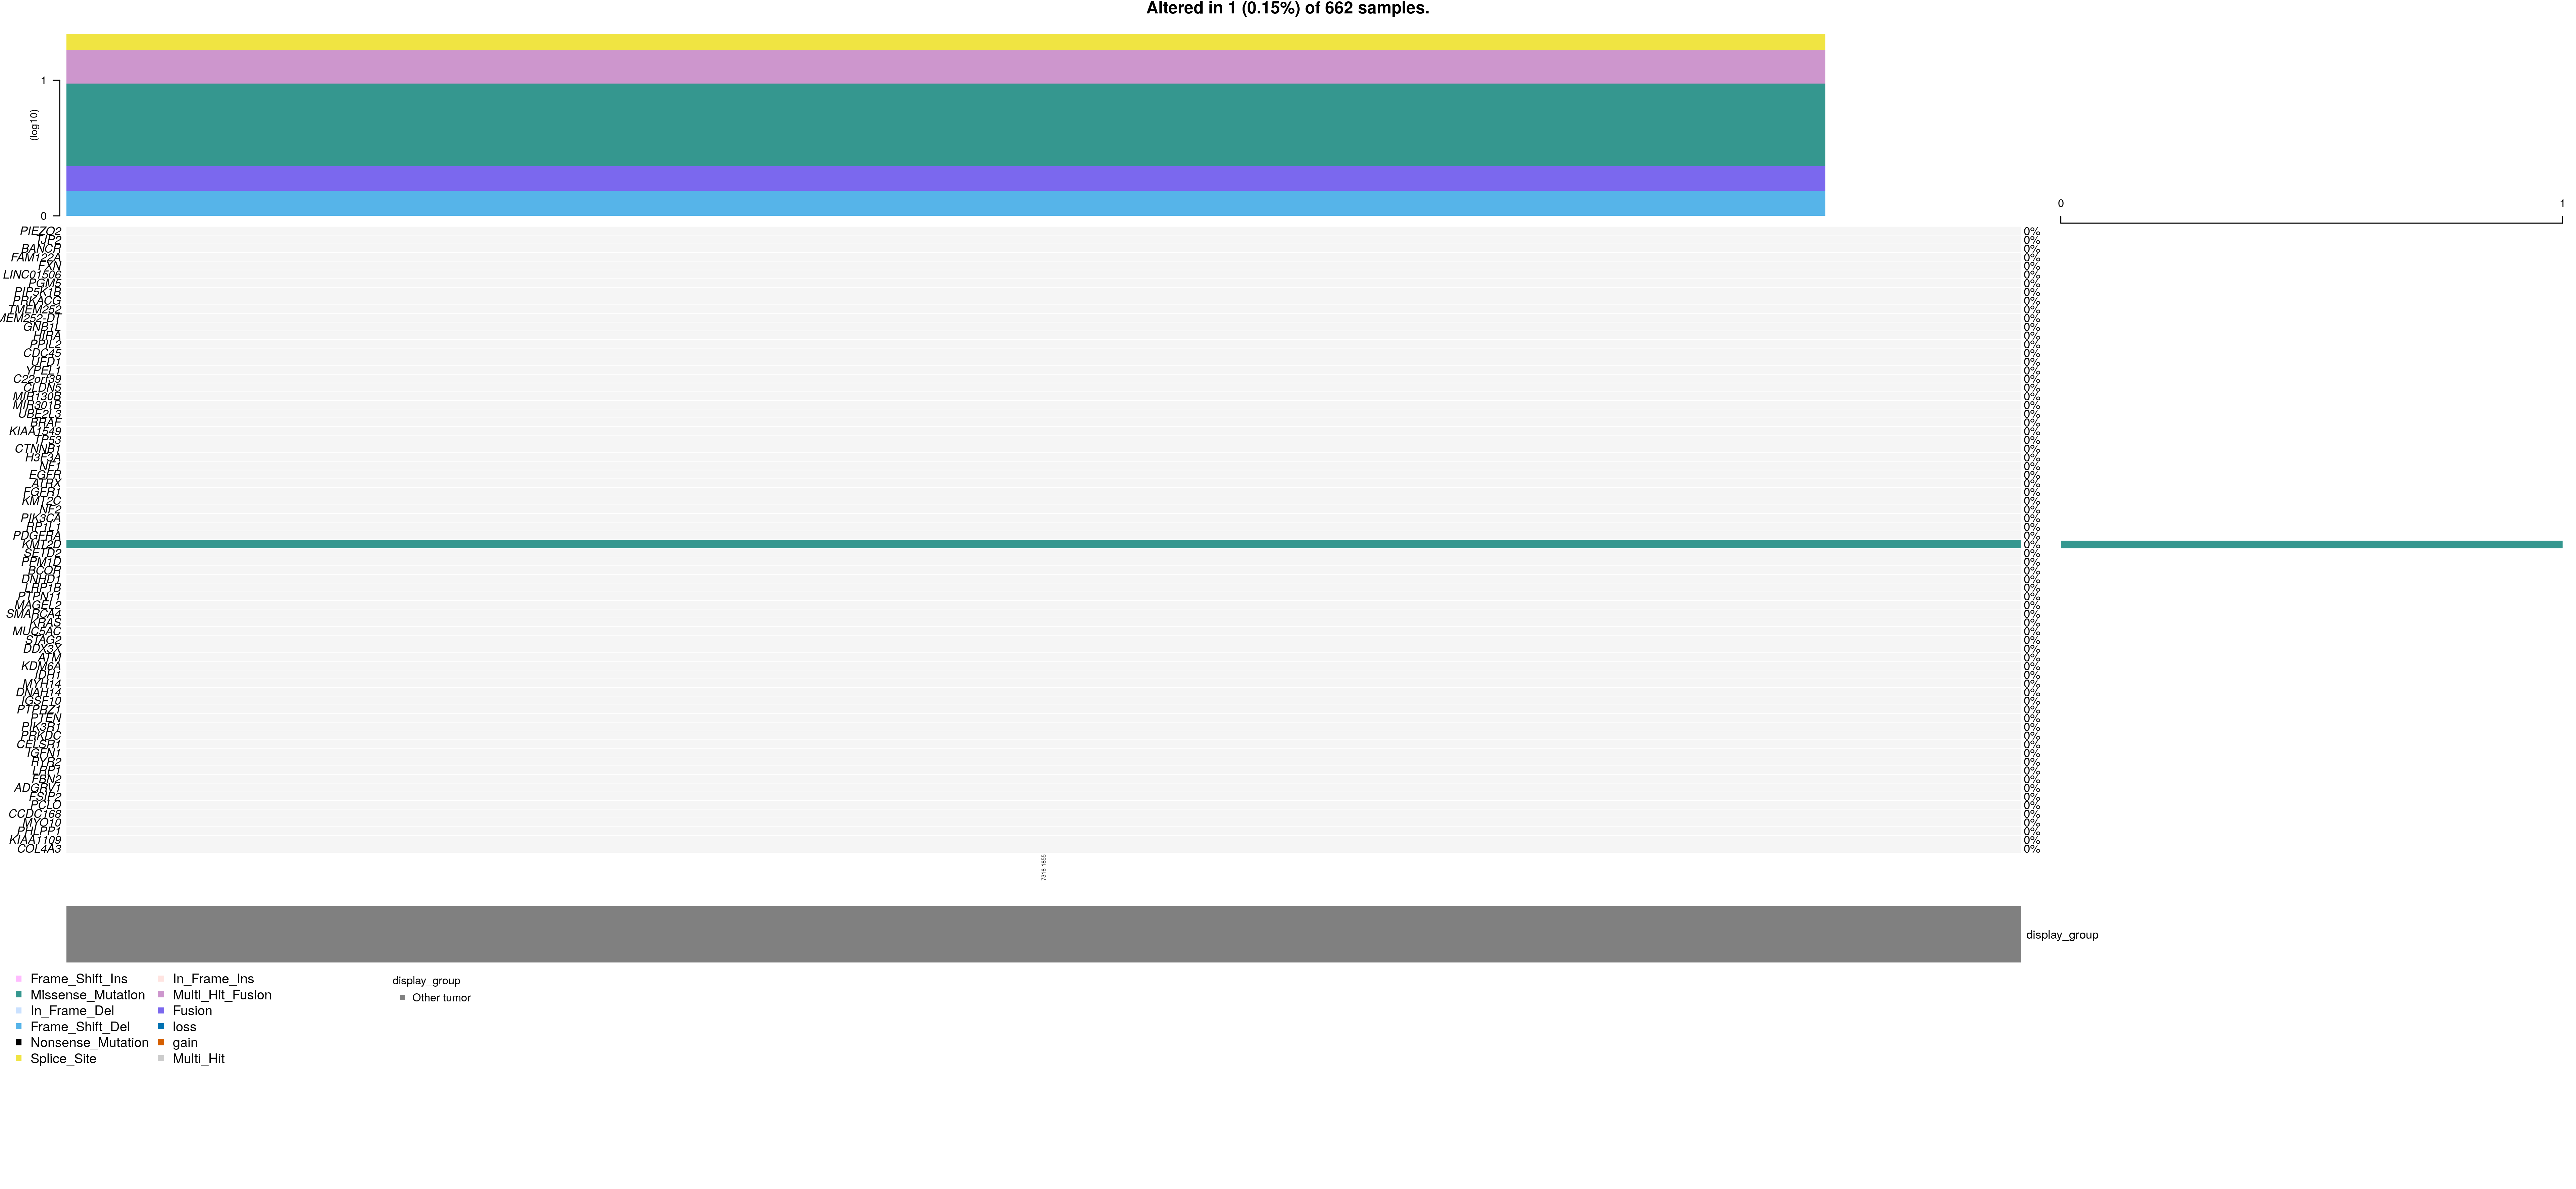 Altered in 1 (0.15%) of 662 samples.
1
(log10)
0
0 1
PIEZO2 0%
TJP2 0%
BANCR 0%
FAM122A 0%
FXN 0%
LINC01506 0%
PGM5 0%
PIP5K1B 0%
PRKACG 0%
TMEM252 0%
MEM252-DT 0%
GNB1L 0%
HIRA 0%
PPIL2 0%
CDC45 0%
UFD1 0%
YPEL1 0%
C22orf39 0%
CLDN5 0%
MIR130B 0%
MIR301B 0%
UBE2L3 0%
BRAF 0%
KIAA1549 0%
TP53 0%
CTNNB1 0%
H3F3A 0%
NF1 0%
EGFR 0%
ATRX 0%
FGFR1 0%
KMT2C 0%
NF2 0%
PIK3CA 0%
RP1L1 0%
PDGFRA 0%
KMT2D 0%
SETD2 0%
PPM1D 0%
BCOR 0%
DNHD1 0%
LRP1B 0%
PTPN11 0%
MAGEL2 0%
SMARCA4 0%
KRAS 0%
MUC5AC 0%
STAG2 0%
DDX3X 0%
ATM 0%
KDM6A 0%
IDH1 0%
MYH14 0%
DNAH14 0%
IGSF10 0%
PTPRZ1 0%
PTEN 0%
PIK3R1 0%
PRKDC 0%
CELSR1 0%
IGFN1 0%
RYR2 0%
LRP1 0%
FBN2 0%
ADGRV1 0%
FSIP2 0%
PCLO 0%
CCDC168 0%
MYO10 0%
PHLPP1 0%
KIAA1109 0%
COL4A3 0%
7316-1855
display_group
Frame_Shift_Ins
Missense_Mutation
In_Frame_Del
Frame_Shift_Del
Nonsense_Mutation
Splice_Site
In_Frame_Ins
Multi_Hit_Fusion
Fusion
loss
gain
Multi_Hit
display_group
Other tumor